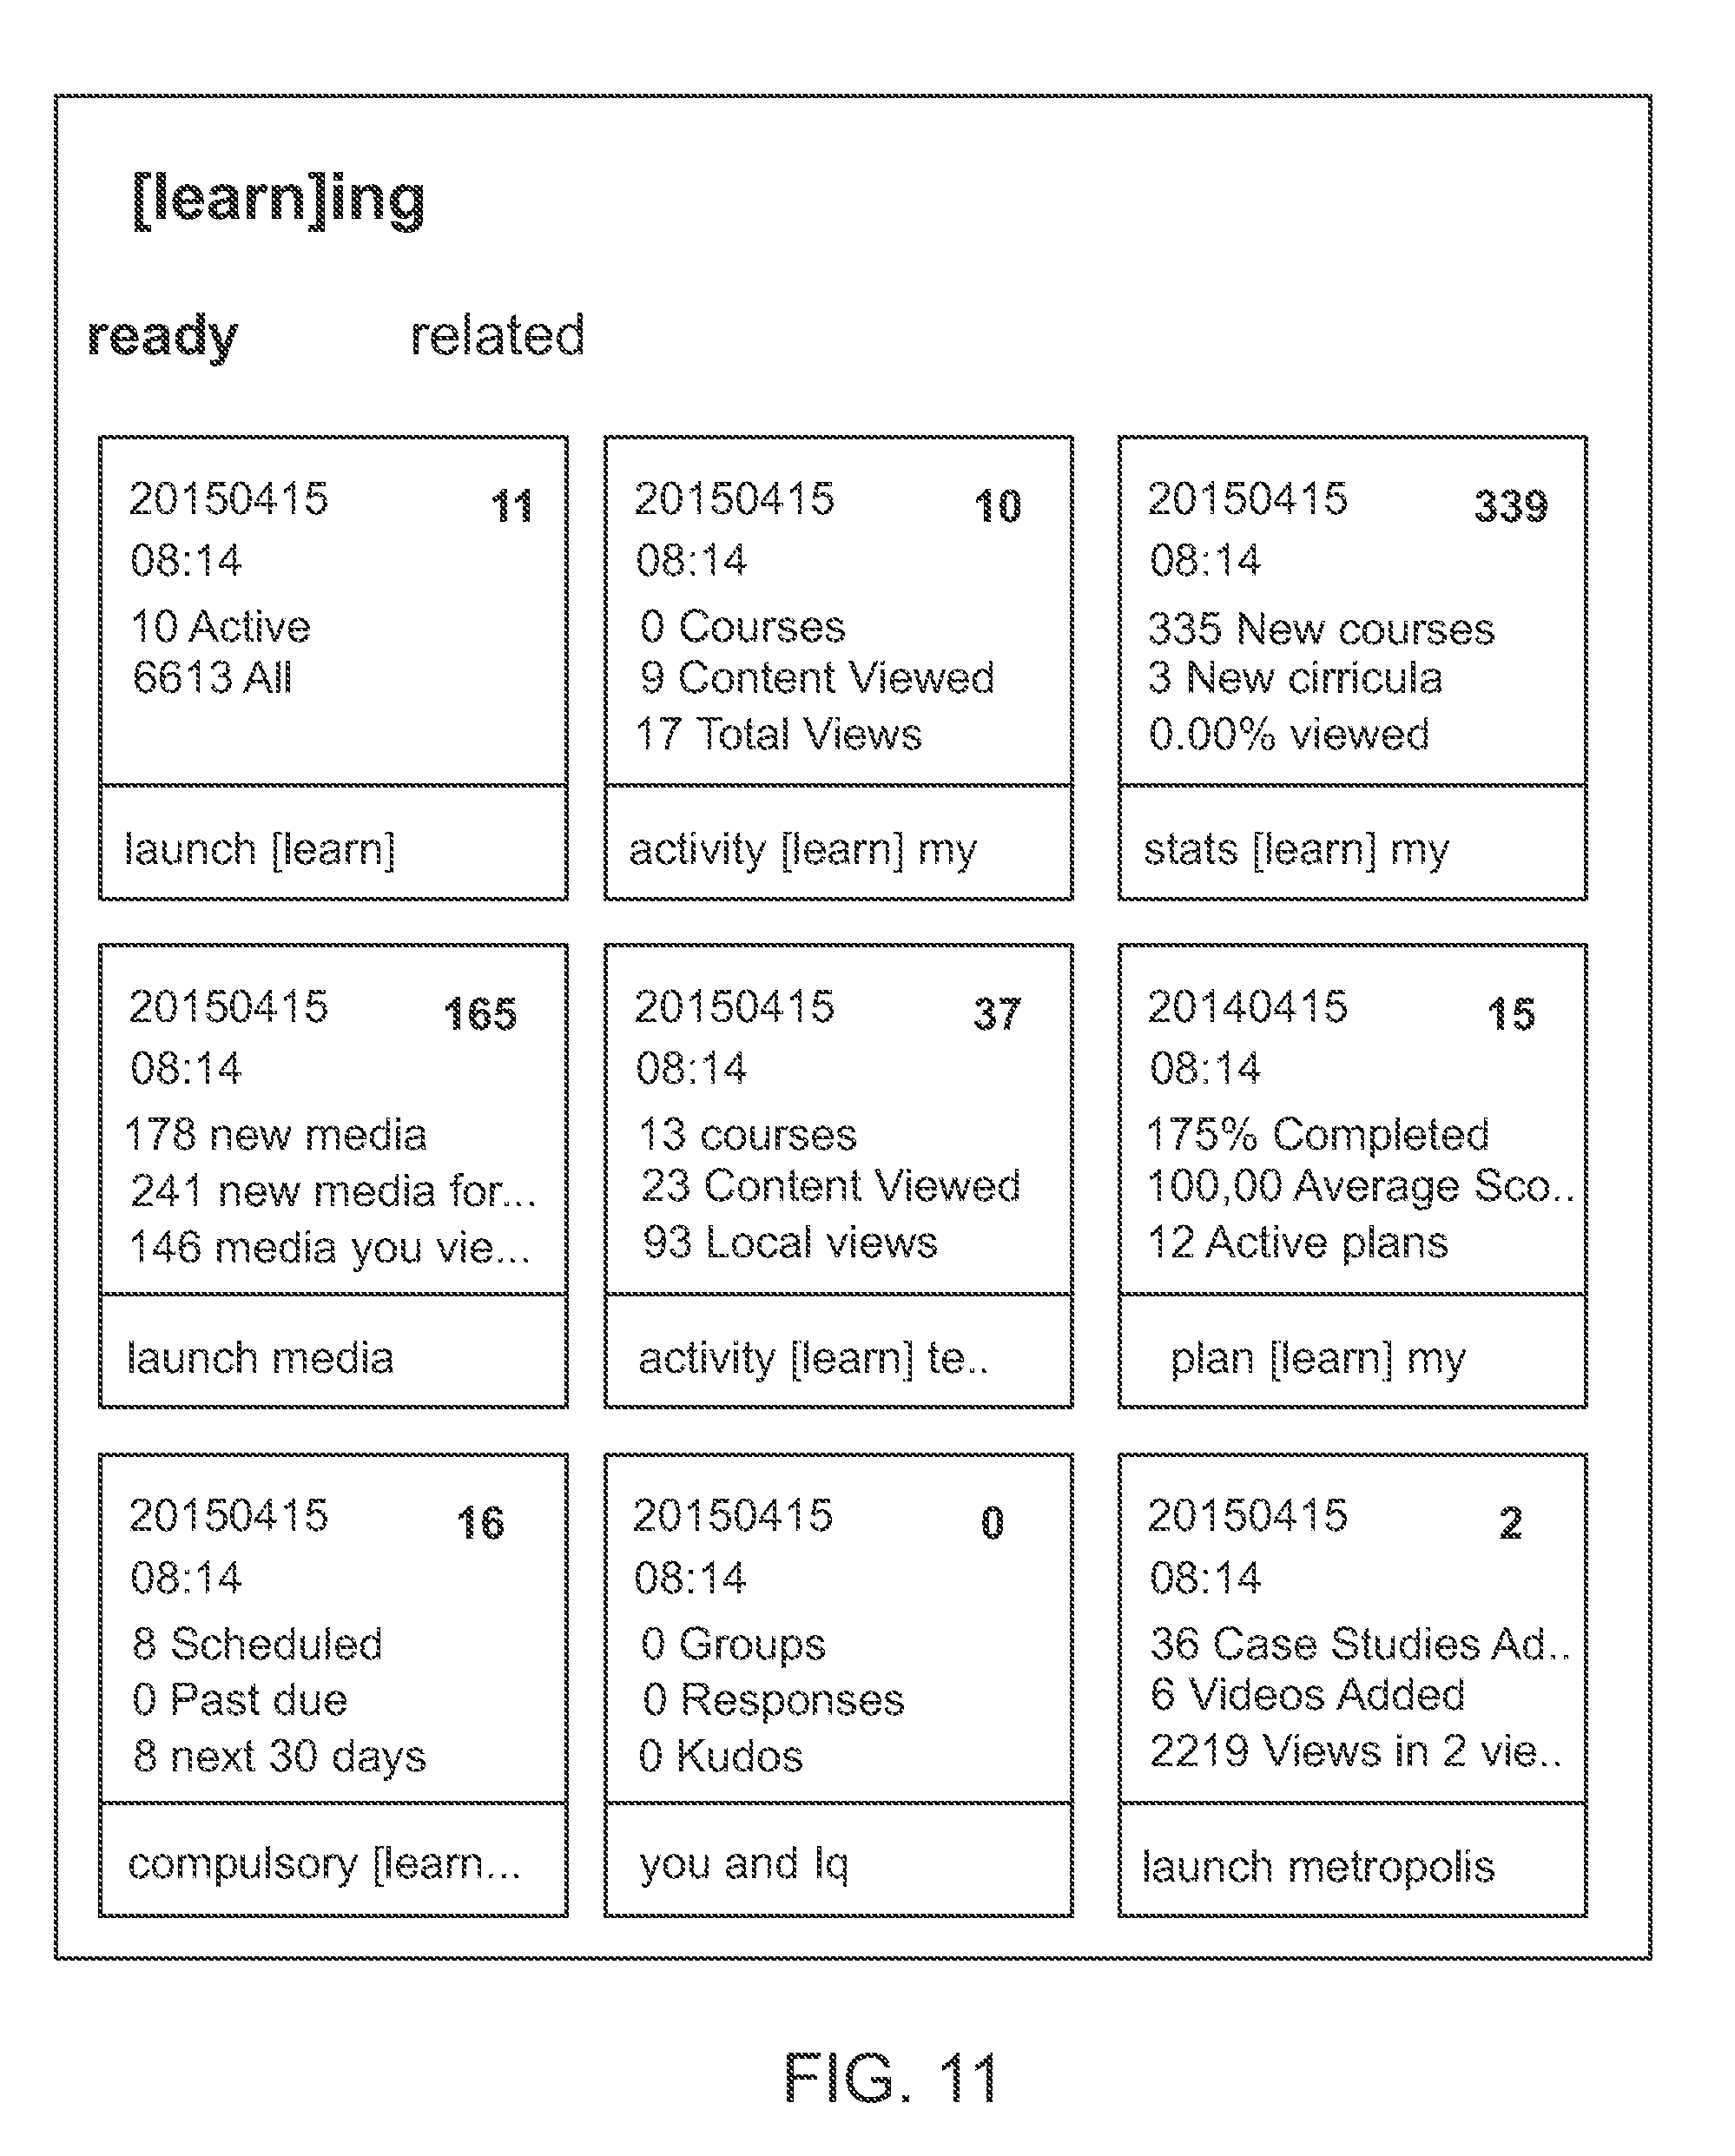 [learn]ing
ready related
20150415 11
08:14
10 Active
6613 All
launch [learn]
20150415 10
08:14
0 Courses
9 Content Viewed
17 Total Views
activity [learn] my
20150415 339
08:14
335 New courses
3 New cirricula
0.00% viewed
stats [learn] my
20150415 165
08:14
178 new media
241 new media for...
146 media you vie...
launch media
20150415 37
08:14
13 courses
23 Content Viewed
93 Local views
activity [learn] te..
20140415 15
08:14
175% Completed
100,00 Average Sco..
12 Active plans
plan [learn] my
20150415 16
08:14
8 Scheduled
0 Past due
8 next 30 days
compulsory [learn...
20150415 0
08:14
0 Groups
0 Responses
0 Kudos
you and Iq
20150415 2
08:14
36 Case Studies Ad..
6 Videos Added
2219 Views in 2 vie..
launch metropolis
FIG. 11